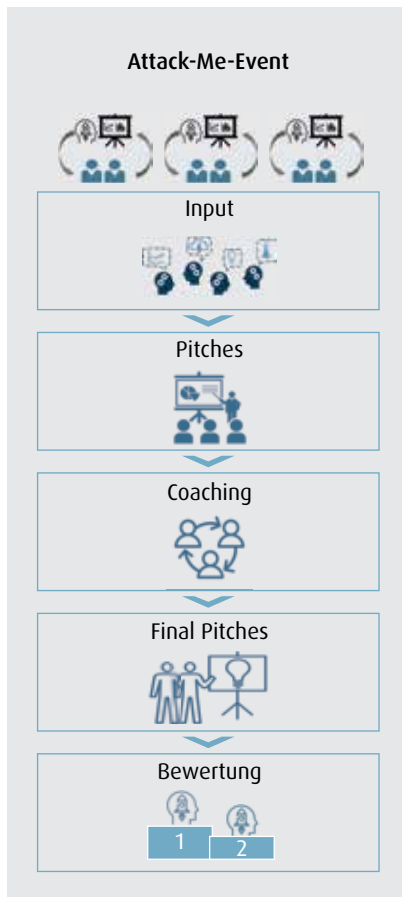 Attack-Me-Event
Input
Pitches
Coaching
Final Pitches
Bewertung
1
2